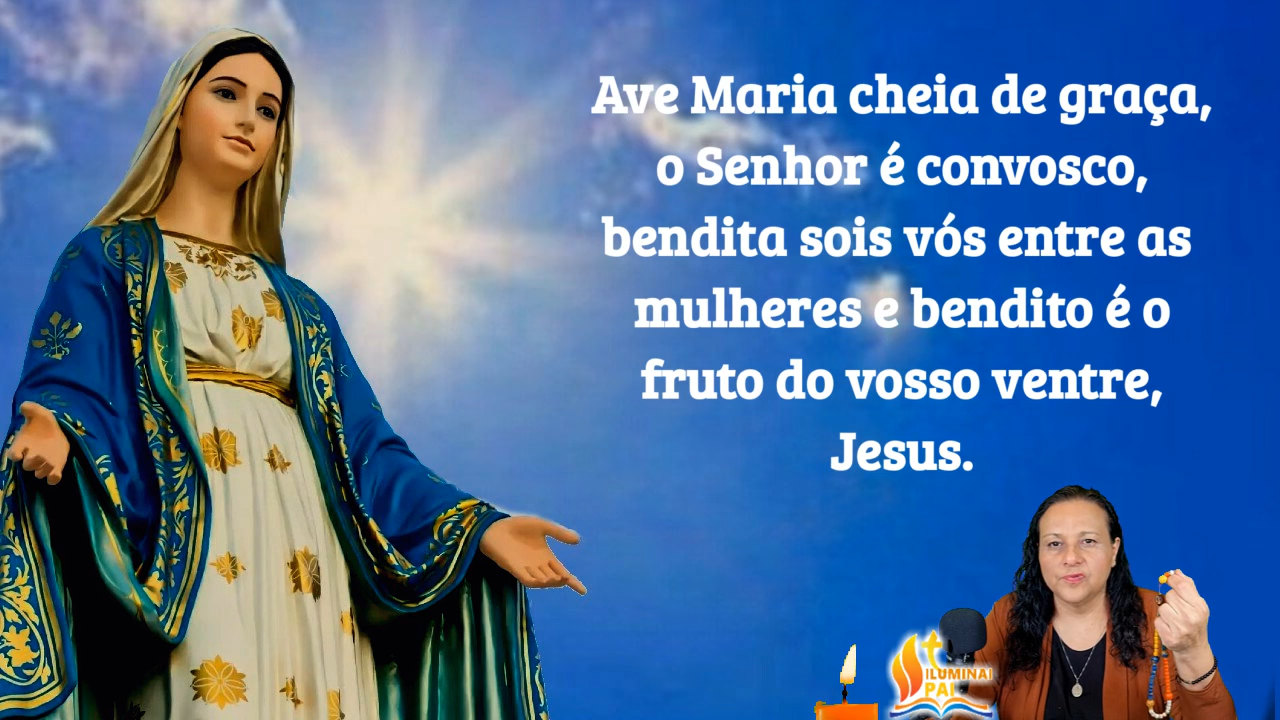 Ave Maria cheia de graça,
o Senhor é convosco,
bendita sois vós entre as
mulheres e bendito é o
fruto do vosso ventre,
Jesus.
ILUMINAI
PAI